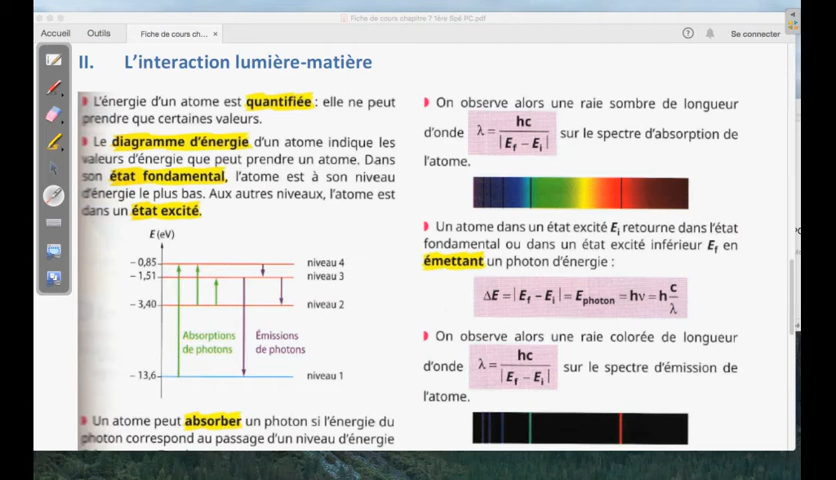 Fiche de cours chapitre 7 1ère Spé PC.pdf
Accueil
Outils
Fiche de cours ch...
×
Se connecter
II. L'interaction lumière-matière
L'énergie d'un atome est quantifiée : elle ne peut
prendre que certaines valeurs.
Le diagramme d'énergie d'un atome indique les
valeurs d'énergie que peut prendre un atome. Dans
son état fondamental, l'atome est à son niveau
d'énergie le plus bas. Aux autres niveaux, l'atome est
dans un état excité.
E (eV)
– 0,85 niveau 4
– 1,51 niveau 3
– 3,40 niveau 2
Absorptions
de photons
Émissions
de photons
– 13,6 niveau 1
Un atome peut absorber un photon si l'énergie du
photon correspond au passage d'un niveau d'énergie
On observe alors une raie sombre de longueur
d'onde λ = hc / |Ef – Ei| sur le spectre d'absorption de
l'atome.
Un atome dans un état excité Ei retourne dans l'état
fondamental ou dans un état excité inférieur Ef en
émettant un photon d'énergie :
ΔE = |Ef – Ei| = Ephoton = hν = h c / λ
On observe alors une raie colorée de longueur
d'onde λ = hc / |Ef – Ei| sur le spectre d'émission de
l'atome.